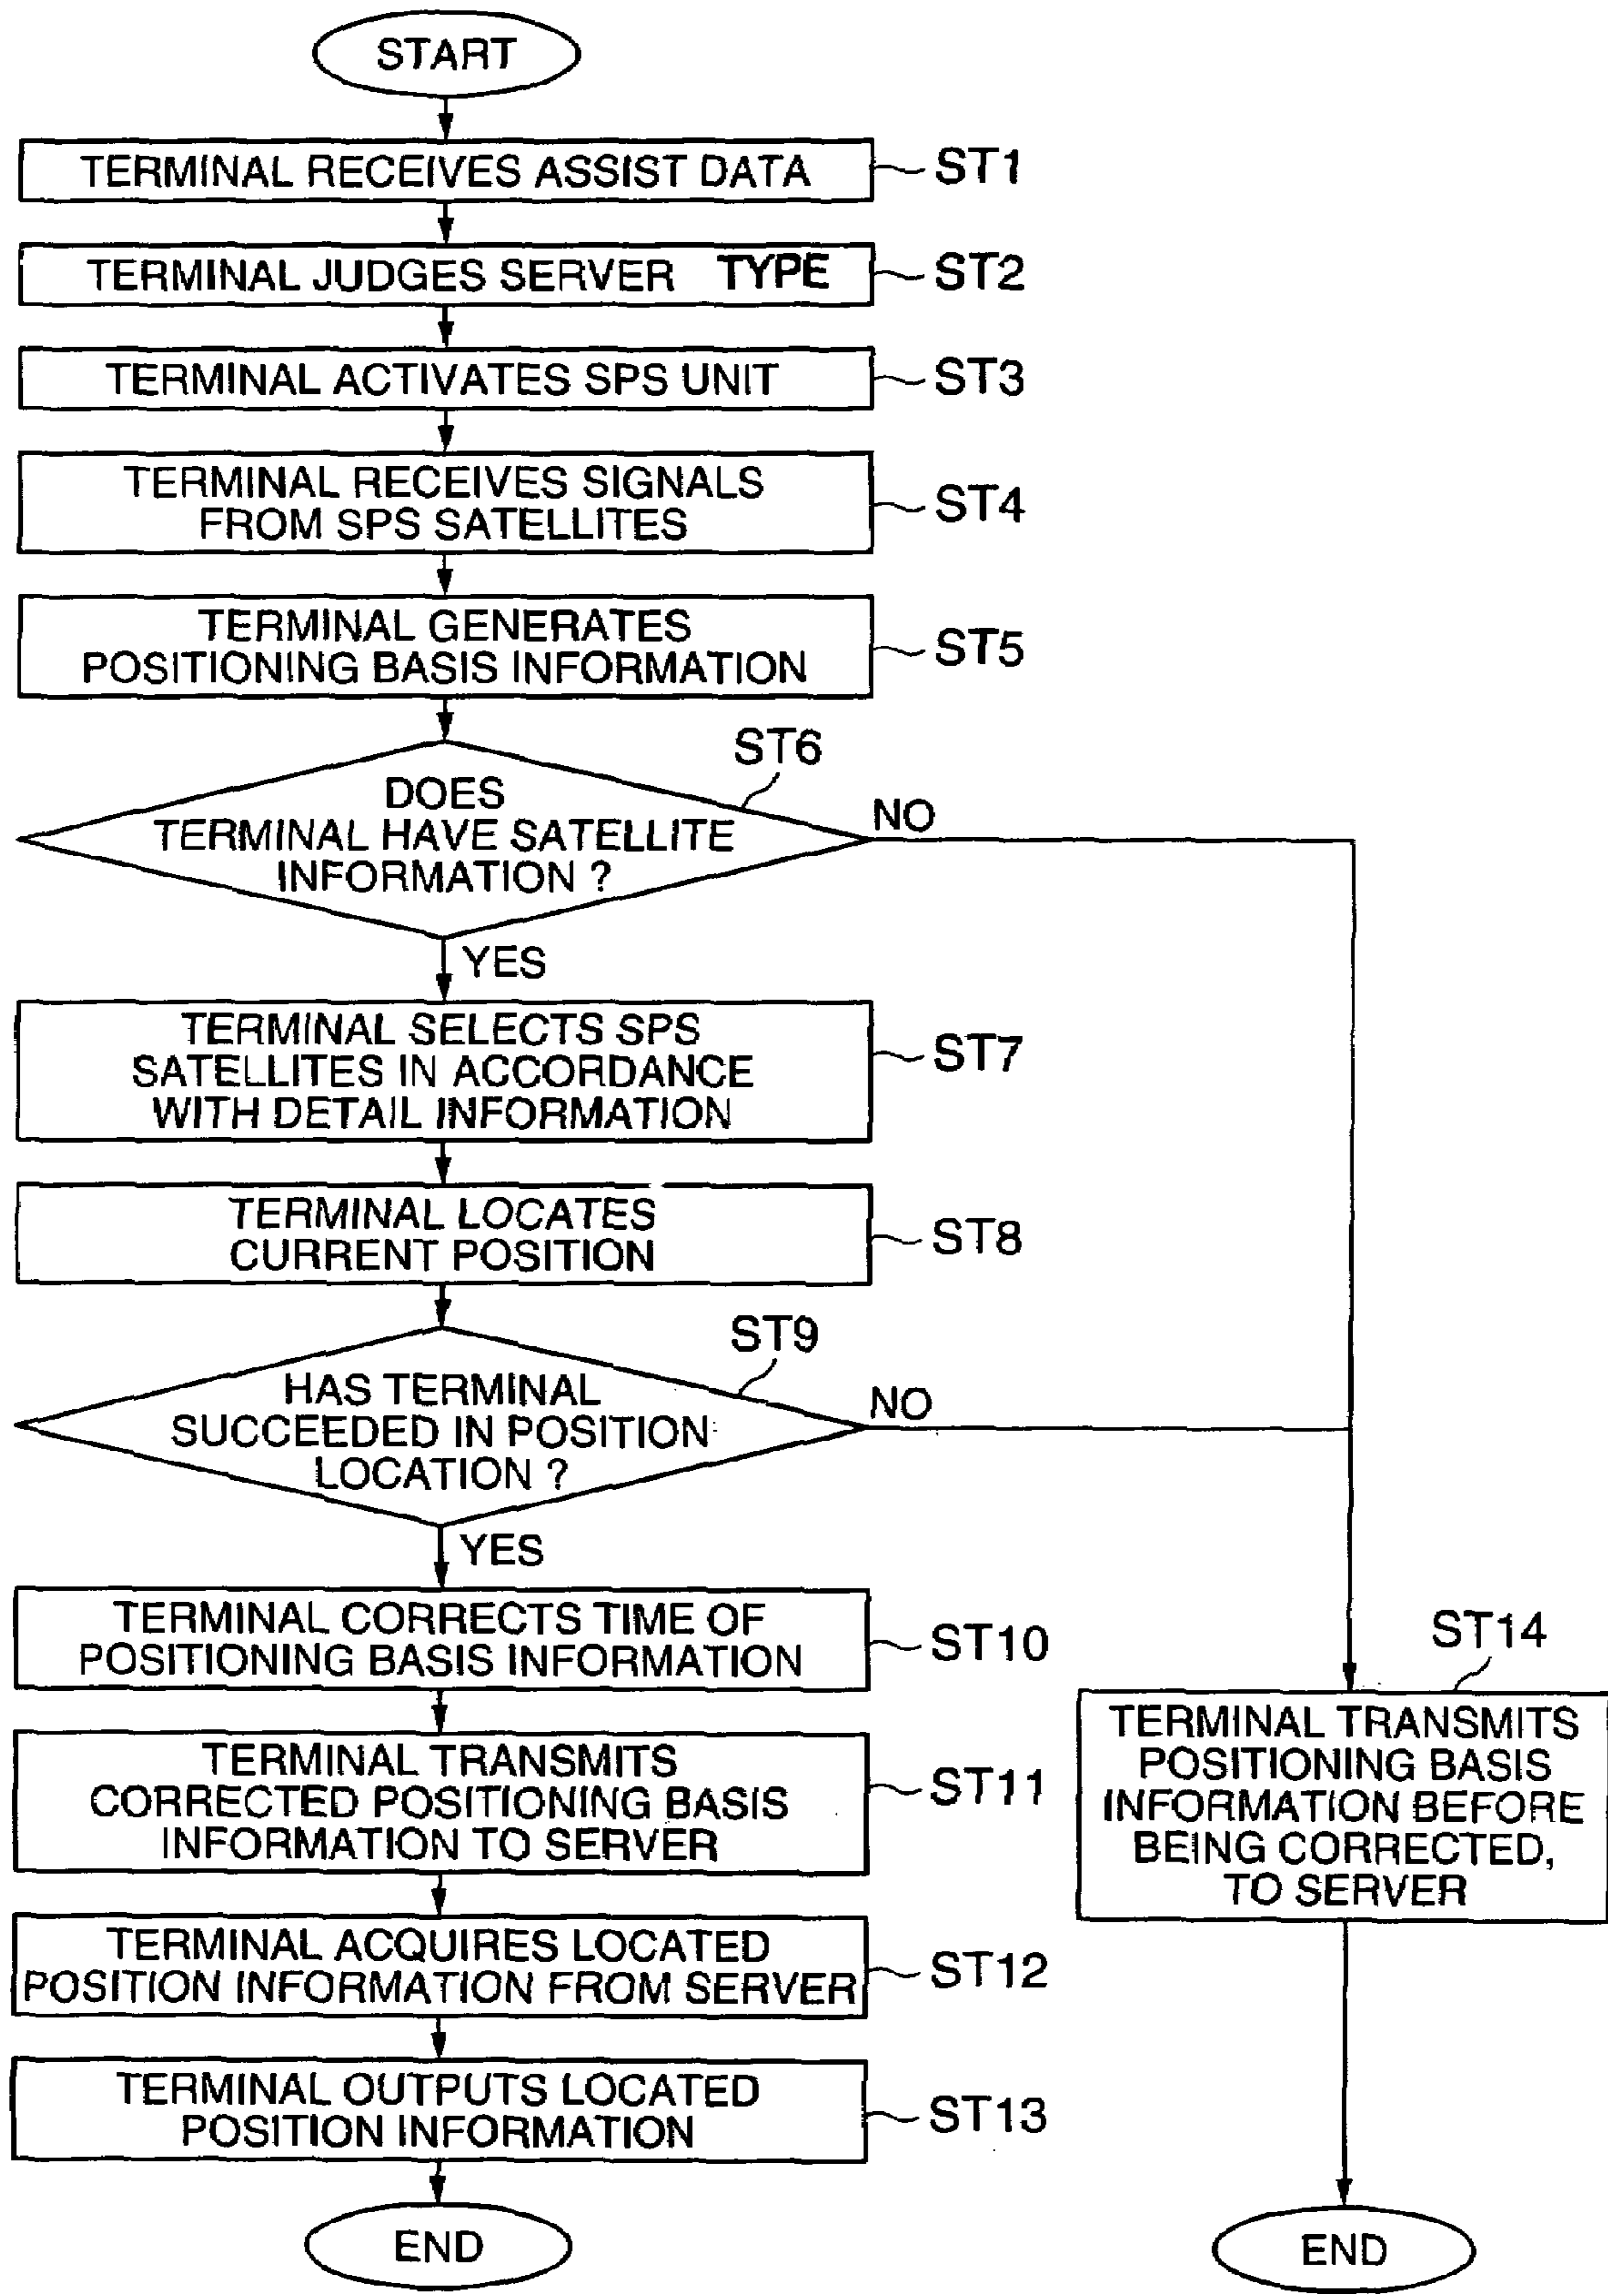 START
TERMINAL RECEIVES ASSIST DATA
ST1
TERMINAL JUDGES SERVER TYPE
ST2
TERMINAL ACTIVATES SPS UNIT
ST3
TERMINAL RECEIVES SIGNALS
FROM SPS SATELLITES
ST4
TERMINAL GENERATES
POSITIONING BASIS INFORMATION
ST5
ST6
DOES
TERMINAL HAVE SATELLITE
INFORMATION ?
NO
YES
TERMINAL SELECTS SPS
SATELLITES IN ACCORDANCE
WITH DETAIL INFORMATION
ST7
TERMINAL LOCATES
CURRENT POSITION
ST8
ST9
HAS TERMINAL
SUCCEEDED IN POSITION
LOCATION ?
NO
YES
TERMINAL CORRECTS TIME OF
POSITIONING BASIS INFORMATION
ST10
TERMINAL TRANSMITS
CORRECTED POSITIONING BASIS
INFORMATION TO SERVER
ST11
TERMINAL ACQUIRES LOCATED
POSITION INFORMATION FROM SERVER
ST12
TERMINAL OUTPUTS LOCATED
POSITION INFORMATION
ST13
END
ST14
TERMINAL TRANSMITS
POSITIONING BASIS
INFORMATION BEFORE
BEING CORRECTED,
TO SERVER
END